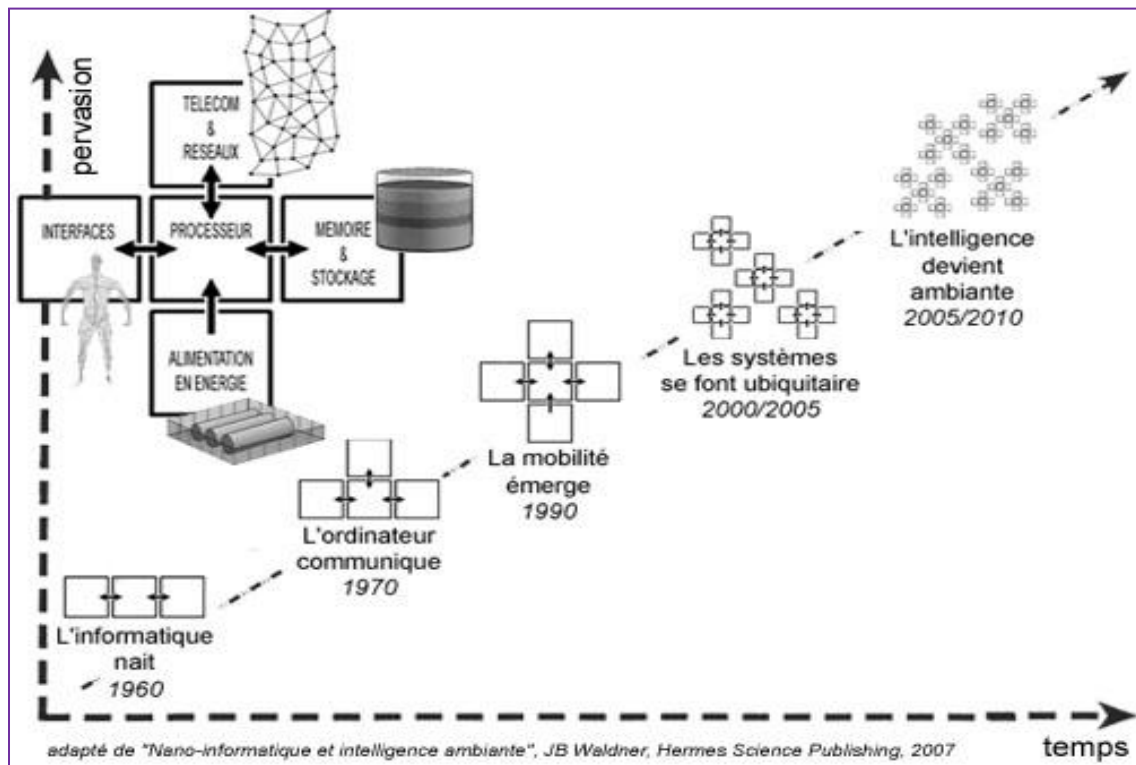 pervasion
TELECOM
&
RESEAUX
INTERFACES
PROCESSEUR
MEMOIRE
&
STOCKAGE
ALIMENTATION
EN ENERGIE
L'informatique
nait
1960
L'ordinateur
communique
1970
La mobilité
émerge
1990
Les systèmes
se font ubiquitaire
2000/2005
L'intelligence
devient
ambiante
2005/2010
adapté de "Nano-informatique et intelligence ambiante", JB Waldner, Hermes Science Publishing, 2007
temps